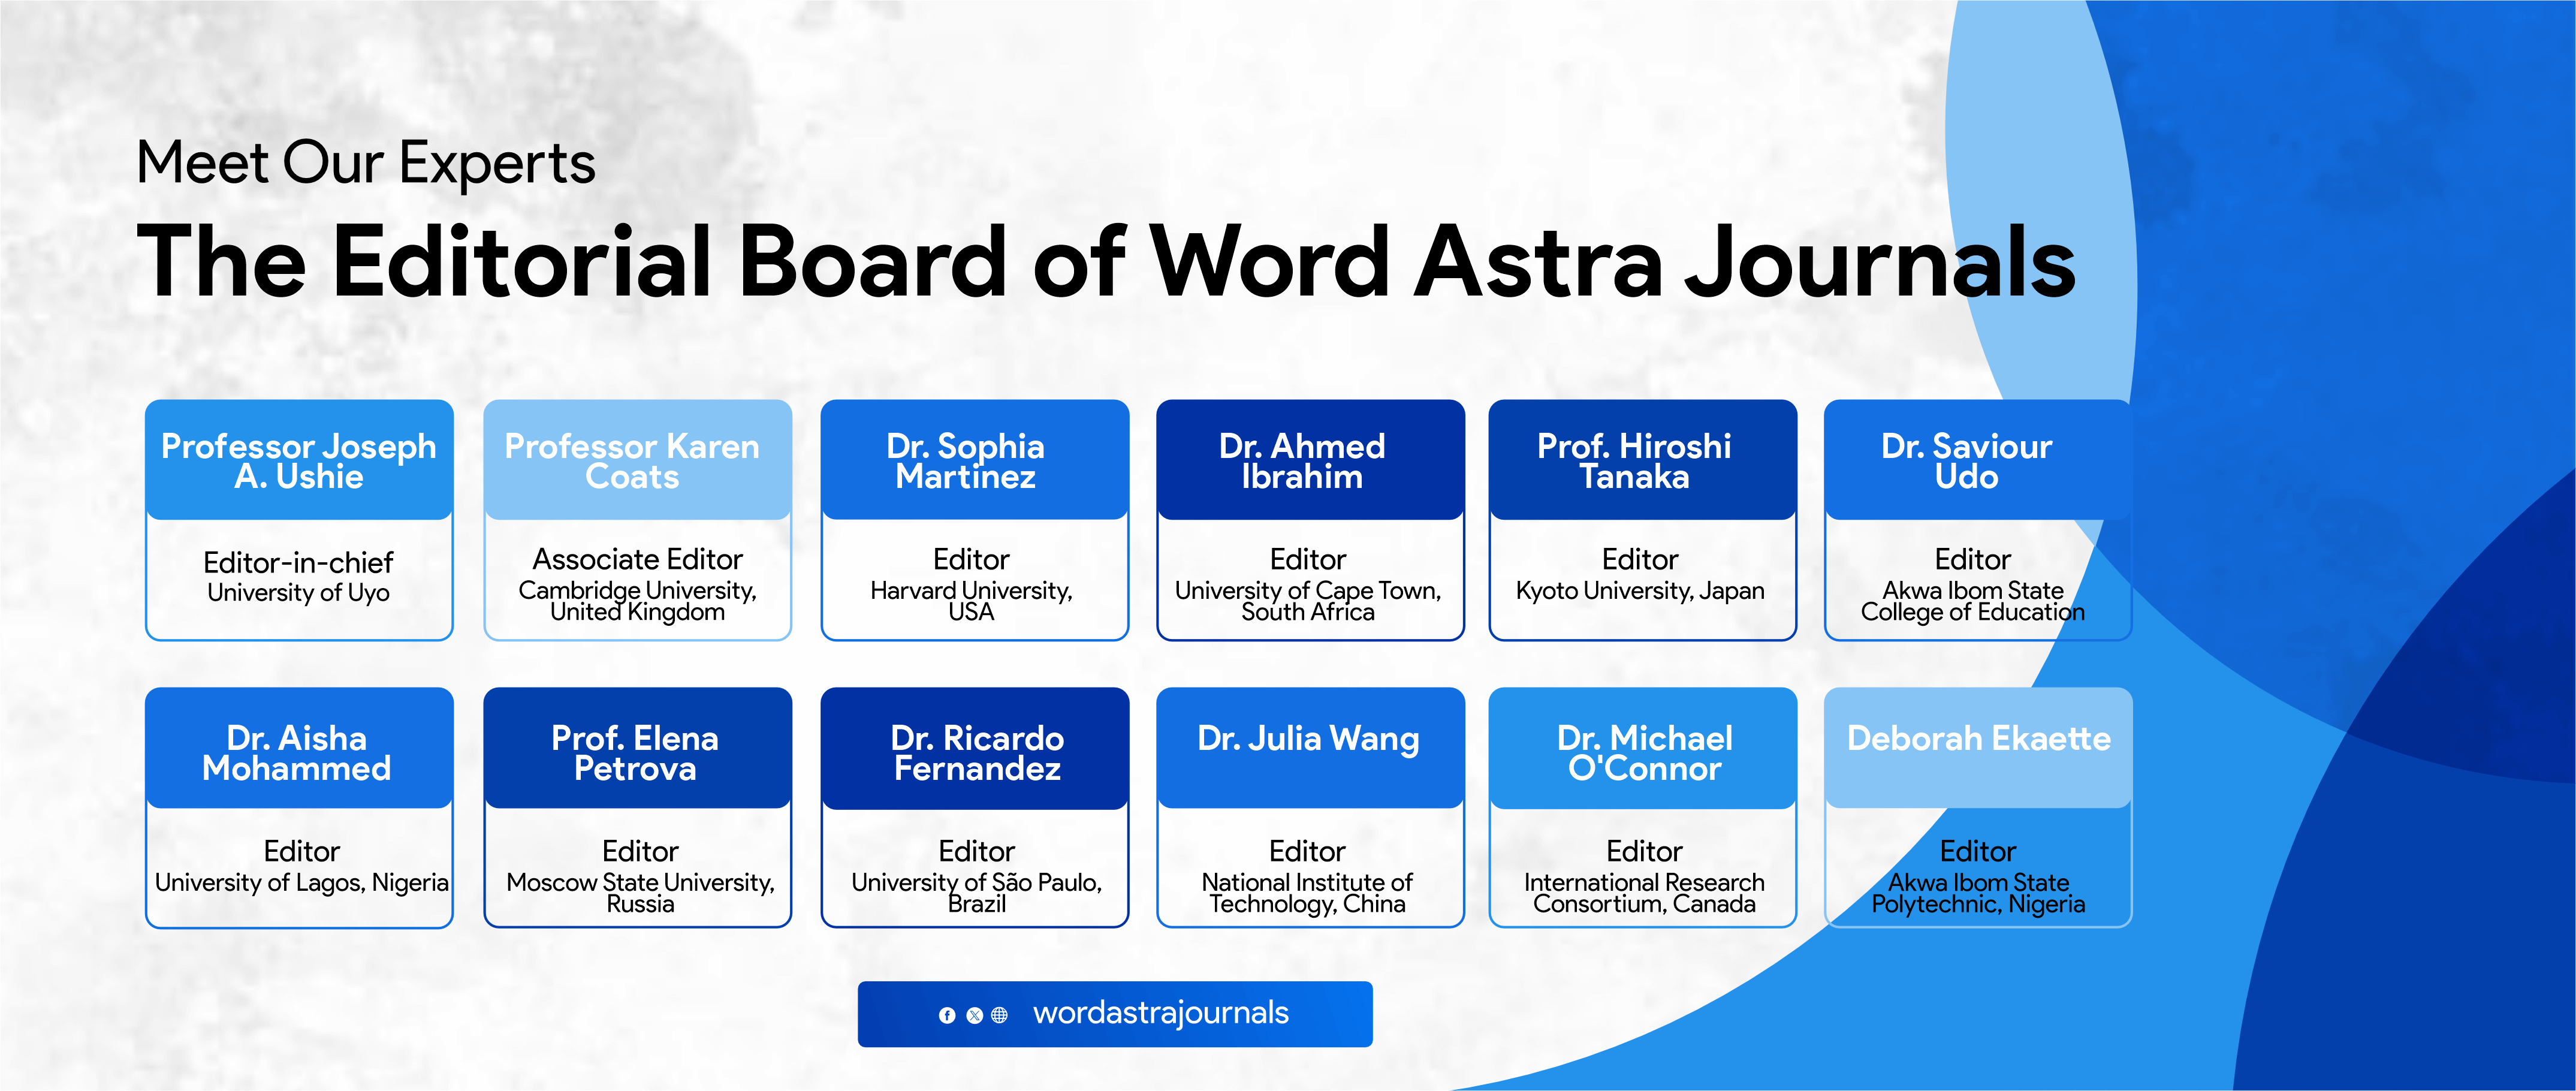 Meet Our Experts
The Editorial Board of Word Astra Journals
Professor Joseph
A. Ushie
Editor-in-chief
University of Uyo
Professor Karen
Coats
Associate Editor
Cambridge University,
United Kingdom
Dr. Sophia
Martinez
Editor
Harvard University,
USA
Dr. Ahmed
Ibrahim
Editor
University of Cape Town,
South Africa
Prof. Hiroshi
Tanaka
Editor
Kyoto University, Japan
Dr. Saviour
Udo
Editor
Akwa Ibom State
College of Education
Dr. Aisha
Mohammed
Editor
University of Lagos, Nigeria
Prof. Elena
Petrova
Editor
Moscow State University,
Russia
Dr. Ricardo
Fernandez
Editor
University of São Paulo,
Brazil
Dr. Julia Wang
Editor
National Institute of
Technology, China
Dr. Michael
O'Connor
Editor
International Research
Consortium, Canada
Deborah Ekaette
Editor
Akwa Ibom State
Polytechnic, Nigeria
wordastrajournals